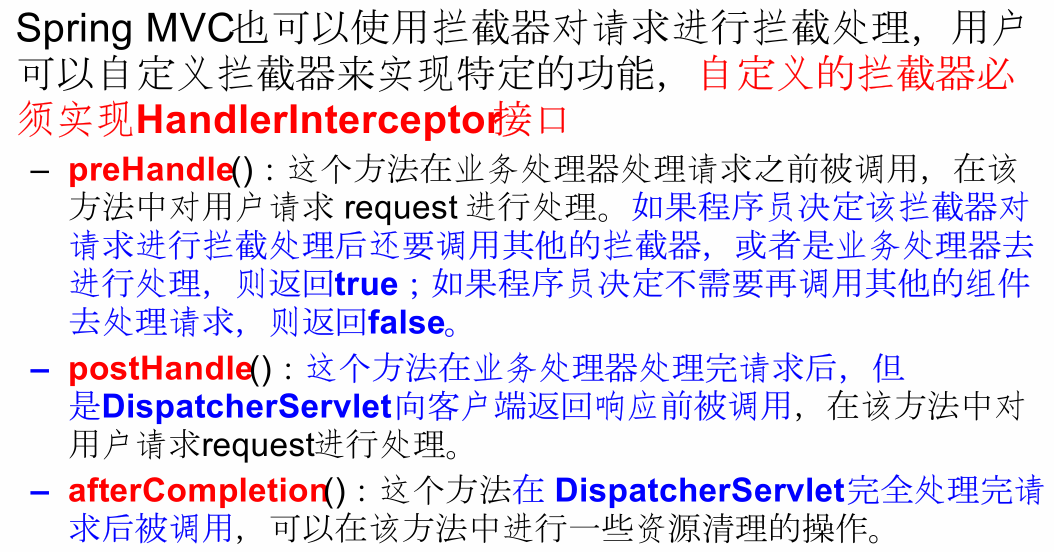 Spring MVC也可以使用拦截器对请求进行拦截处理，用户
可以自定义拦截器来实现特定的功能，自定义的拦截器必
须实现HandlerInterceptor接口
– preHandle()：这个方法在业务处理器处理请求之前被调用，在该
方法中对用户请求 request 进行处理。如果程序员决定该拦截器对
请求进行拦截处理后还要调用其他的拦截器，或者是业务处理器去
进行处理，则返回true；如果程序员决定不需要再调用其他的组件
去处理请求，则返回false。
– postHandle()：这个方法在业务处理器处理完请求后，但
是DispatcherServlet向客户端返回响应前被调用，在该方法中对
用户请求request进行处理。
– afterCompletion()：这个方法在 DispatcherServlet完全处理完请
求后被调用，可以在该方法中进行一些资源清理的操作。